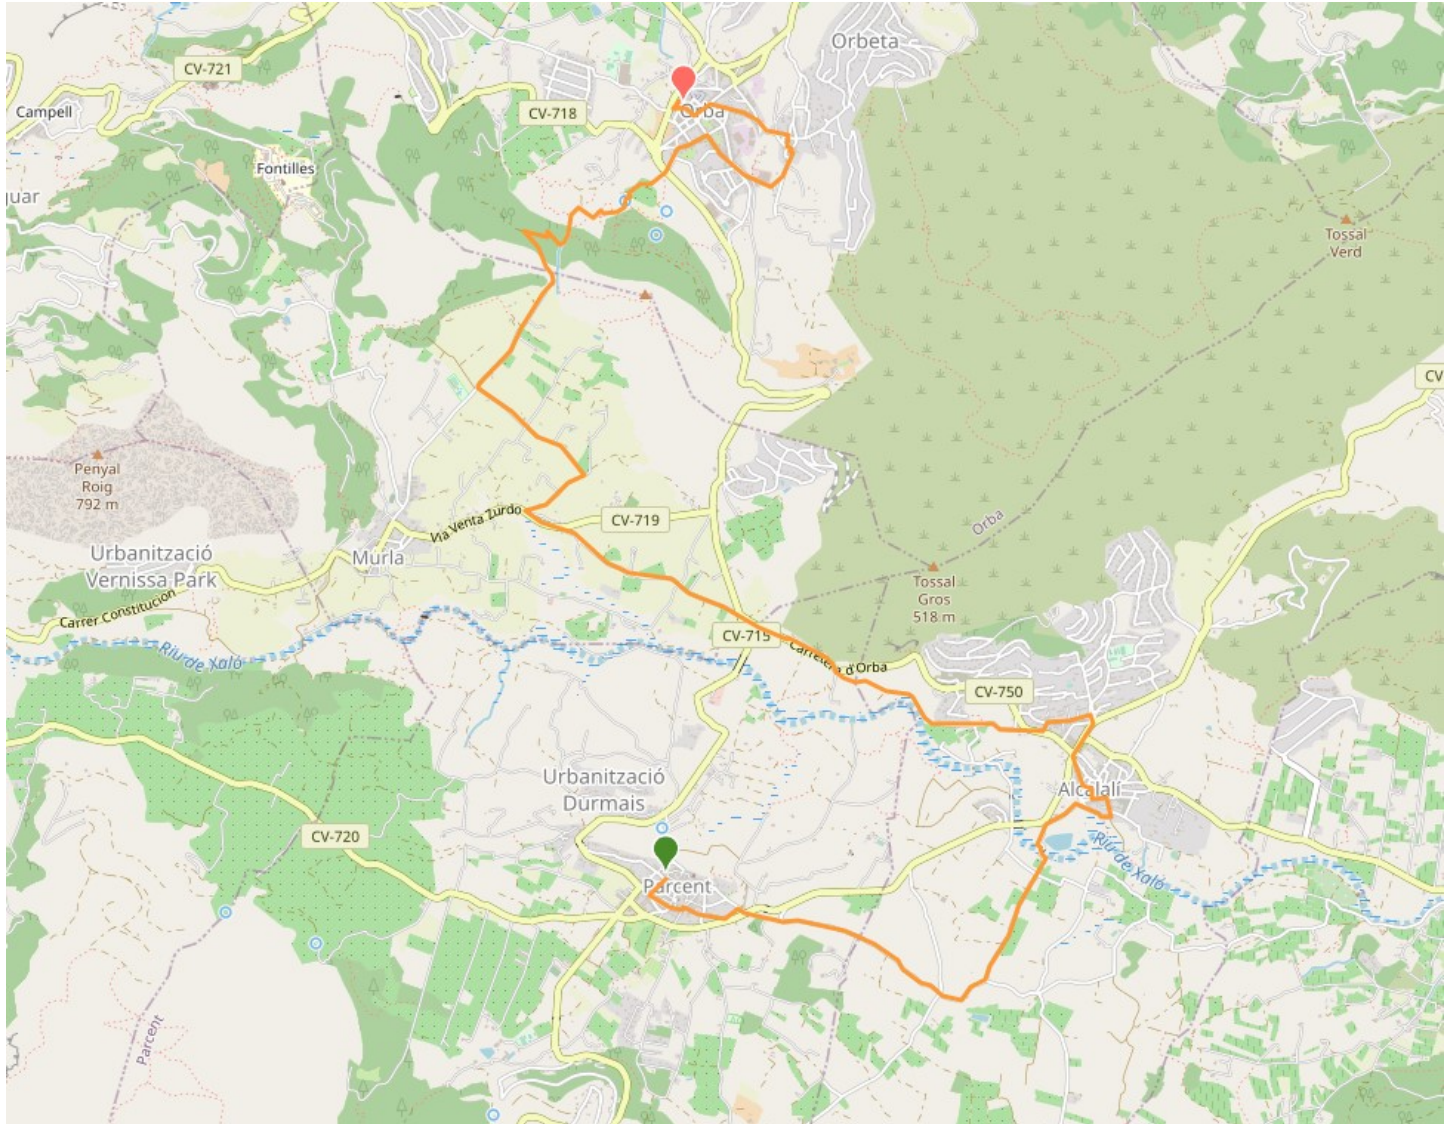 Orbeta
CV-721
Campell
CV-718
Orba
Fontilles
guar
Tossal
Verd
CV
Penyal
Roig
792 m
Via Venta Zurdo
CV-719
Orba
Urbanització
Vernissa Park
Murla
Tossal
Gros
518 m
Carrer Constitucion
CV-715
Riu de Xaló
Carretera d'Orba
CV-750
Urbanització
Durmais
Alcalalí
CV-720
Riu de Xaló
Parcent
Parcent